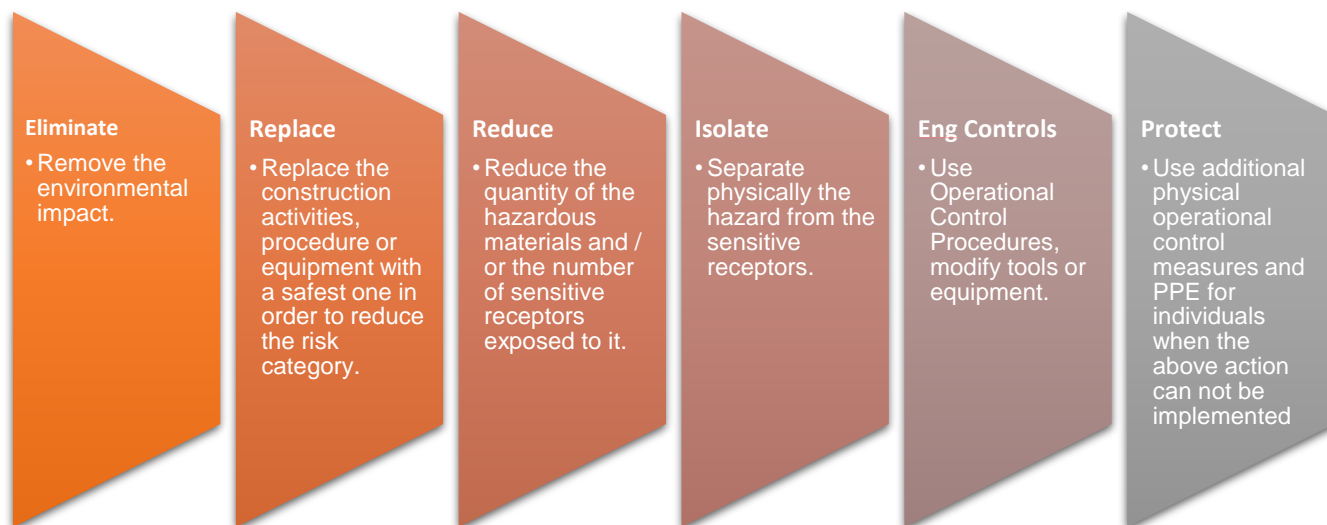 Eliminate
• Remove the
environmental
impact.
Replace
• Replace the
construction
activities,
procedure or
equipment with
a safest one in
order to reduce
the risk
category.
Reduce
• Reduce the
quantity of the
hazardous
materials and /
or the number
of sensitive
receptors
exposed to it.
Isolate
• Separate
physically the
hazard from the
sensitive
receptors.
Eng Controls
• Use
Operational
Control
Procedures,
modify tools or
equipment.
Protect
• Use additional
physical
operational
control
measures and
PPE for
individuals
when the
above action
can not be
implemented